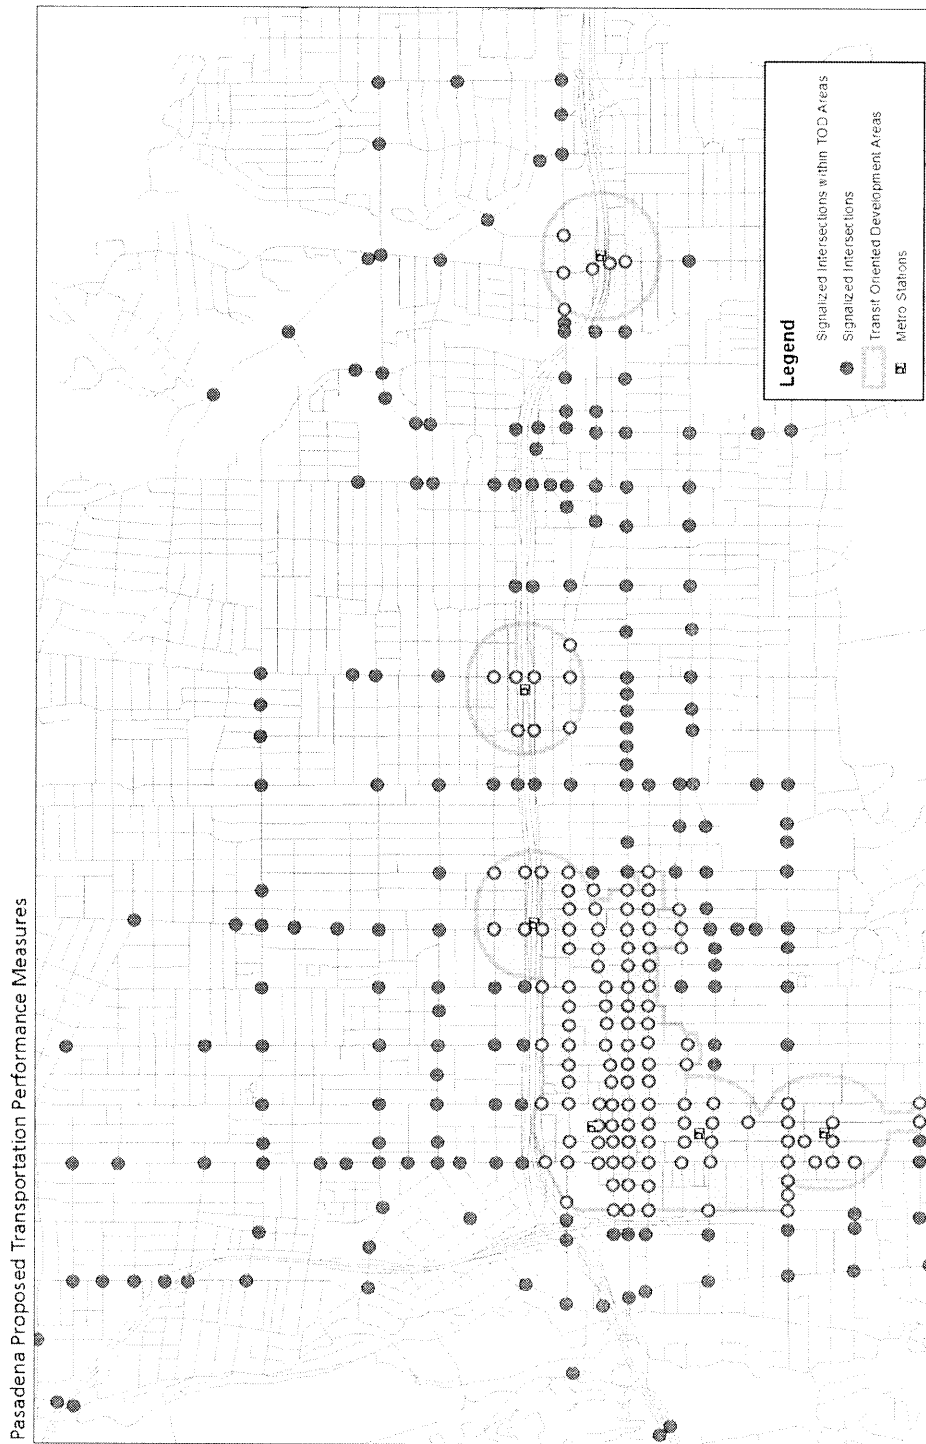 Pasadena Proposed Transportation Performance Measures
Legend
Signalized Intersections within TOD Areas
Signalized Intersections
Transit Oriented Development Areas
Metro Stations